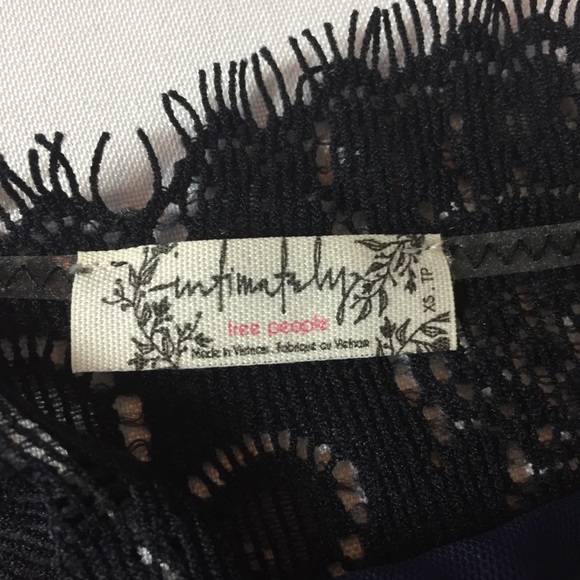 intimately
free people
Made in Vietnam. Fabriqué au Vietnam
XS . TP